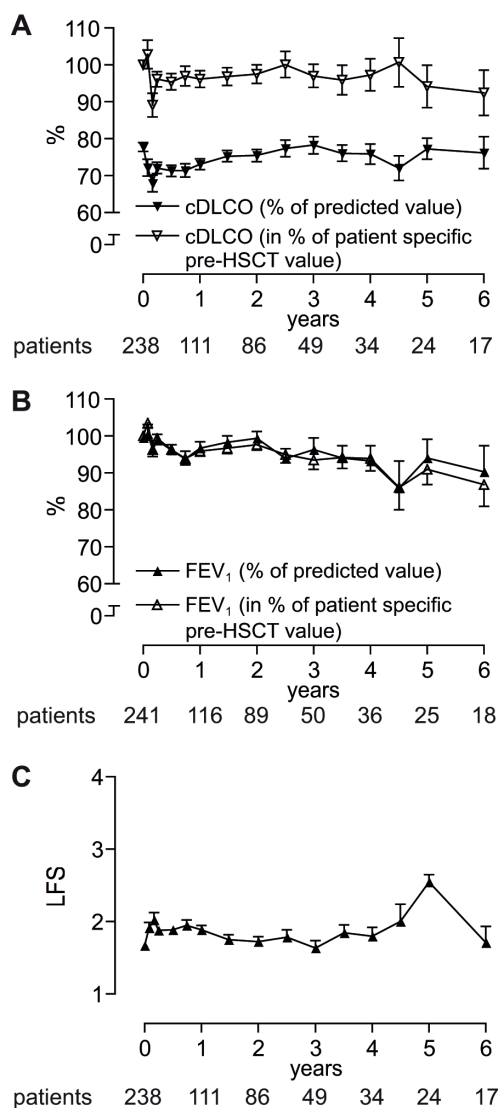 A
110
100
90
80
70
60
0
%
cDLCO (% of predicted value)
cDLCO (in % of patient specific
pre-HSCT value)
0 1 2 3 4 5 6
years
patients 238 111 86 49 34 24 17
B
110
100
90
80
70
60
0
%
FEV₁ (% of predicted value)
FEV₁ (in % of patient specific
pre-HSCT value)
0 1 2 3 4 5 6
years
patients 241 116 89 50 36 25 18
C
4
3
2
1
LFS
0 1 2 3 4 5 6
years
patients 238 111 86 49 34 24 17